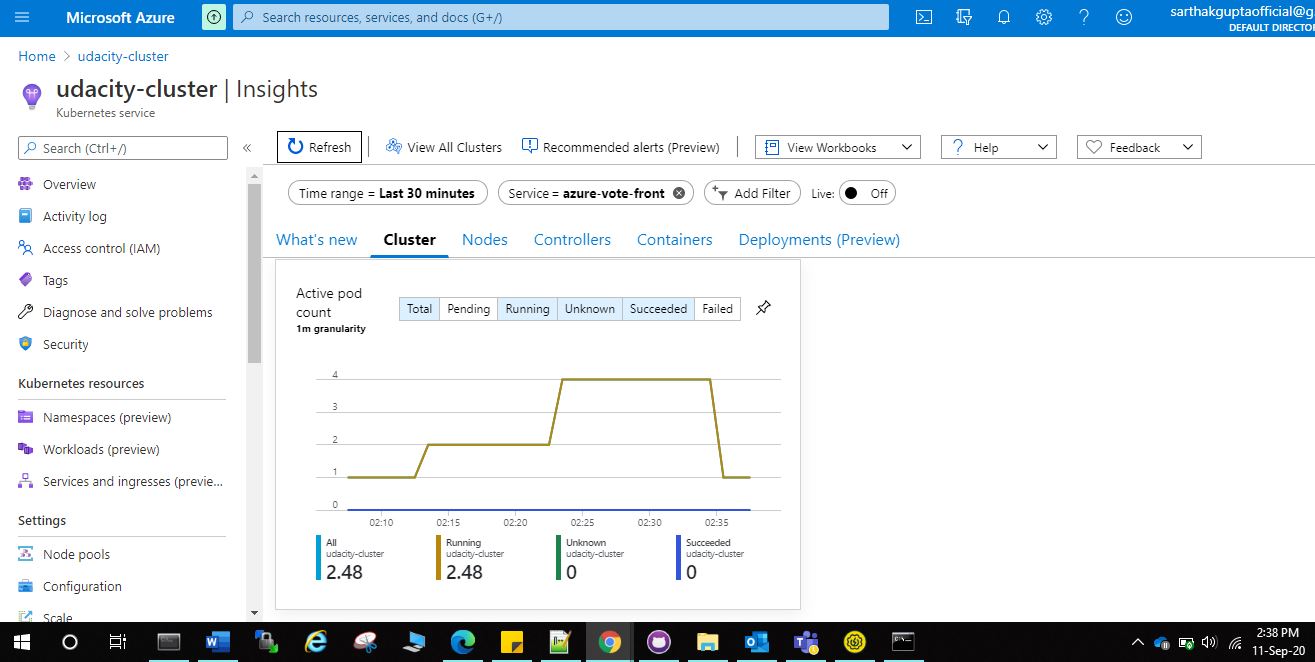 Microsoft Azure
Search resources, services, and docs (G+/)
sarthakguptaofficial@g
DEFAULT DIRECTO
Home > udacity-cluster
udacity-cluster | Insights
Kubernetes service
Search (Ctrl+/)
«
Refresh
View All Clusters
Recommended alerts (Preview)
View Workbooks
Help
Feedback
Time range = Last 30 minutes
Service = azure-vote-front
Add Filter
Live: Off
What's new
Cluster
Nodes
Controllers
Containers
Deployments (Preview)
Overview
Activity log
Access control (IAM)
Tags
Diagnose and solve problems
Security
Kubernetes resources
Namespaces (preview)
Workloads (preview)
Services and ingresses (previe...
Settings
Node pools
Configuration
Scale
Active pod
count
1m granularity
Total Pending Running Unknown Succeeded Failed
4
3
2
1
0
02:10 02:15 02:20 02:25 02:30 02:35
All
udacity-cluster
2.48
Running
udacity-cluster
2.48
Unknown
udacity-cluster
0
Succeeded
udacity-cluster
0
2:38 PM
11-Sep-20